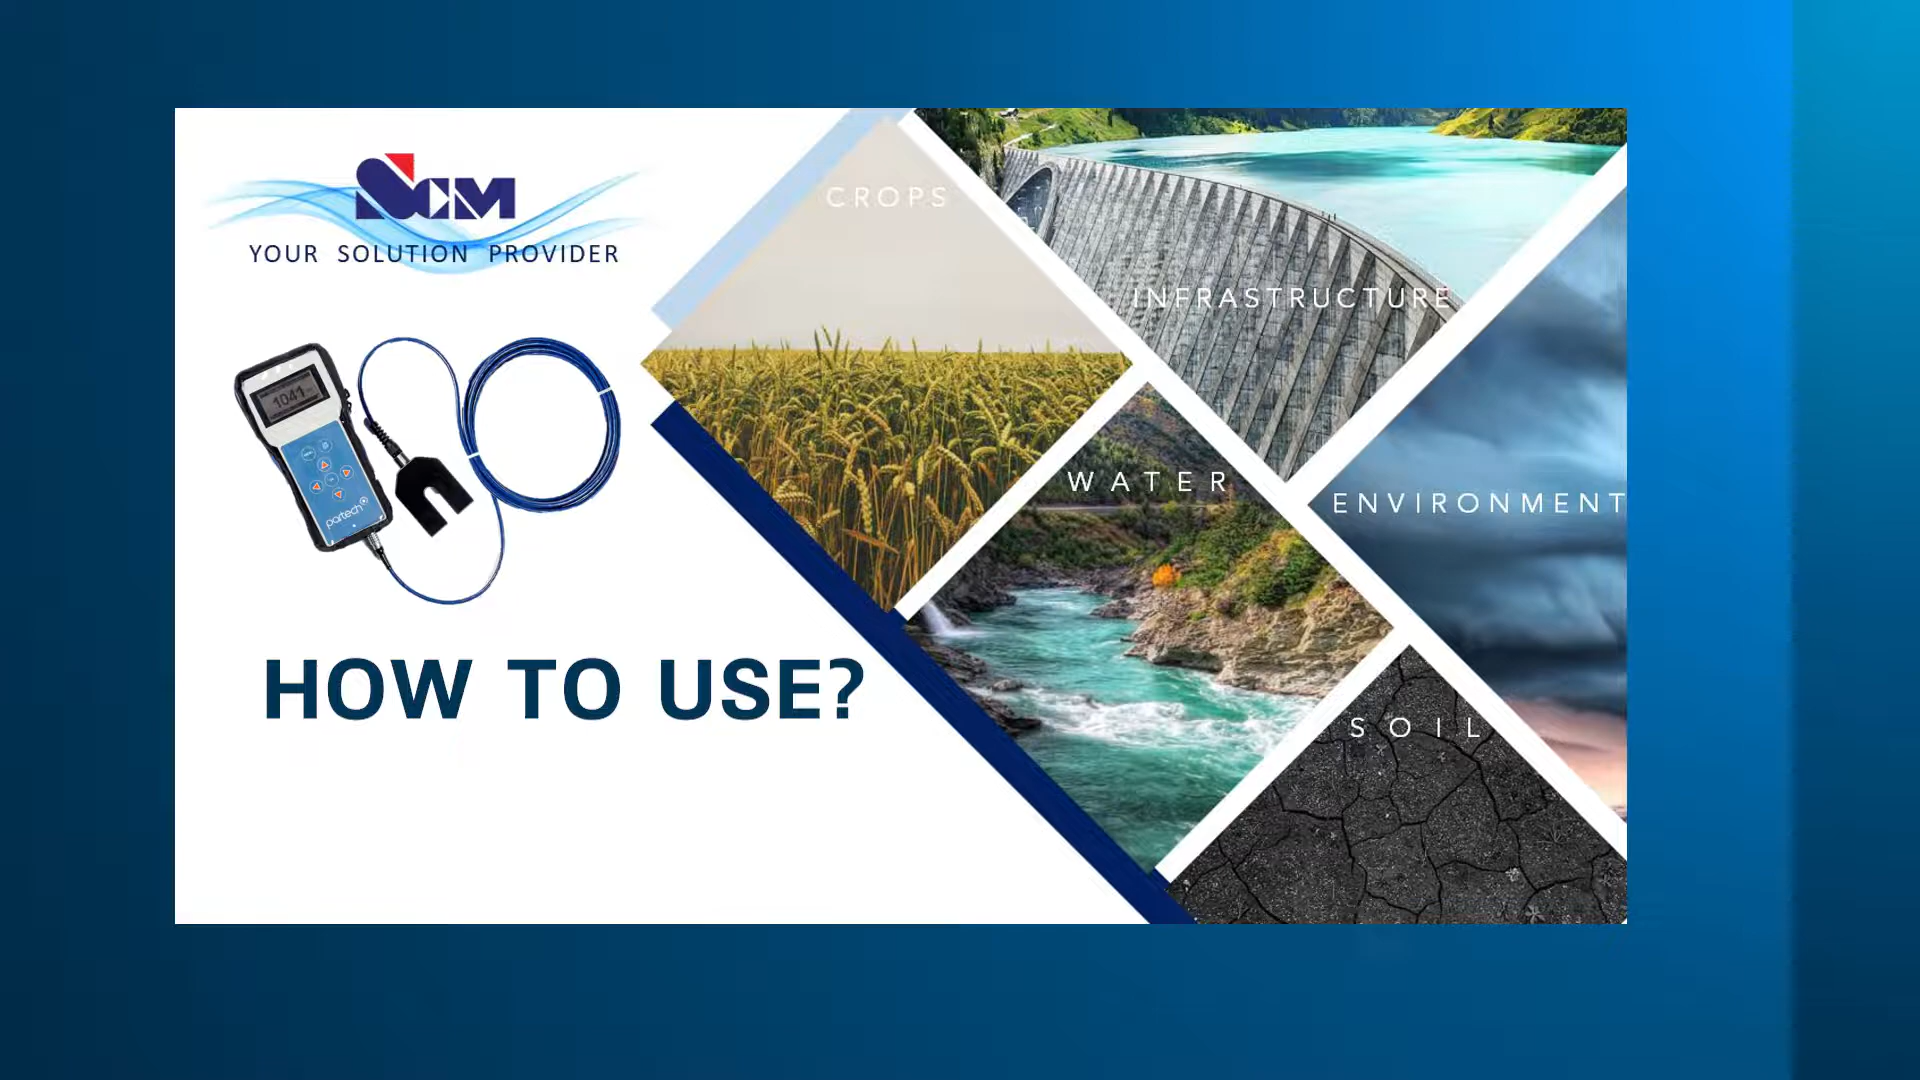 SCM
YOUR SOLUTION PROVIDER
CROPS
INFRASTRUCTURE
1041
partech
WATER
ENVIRONMENT
HOW TO USE?
SOIL